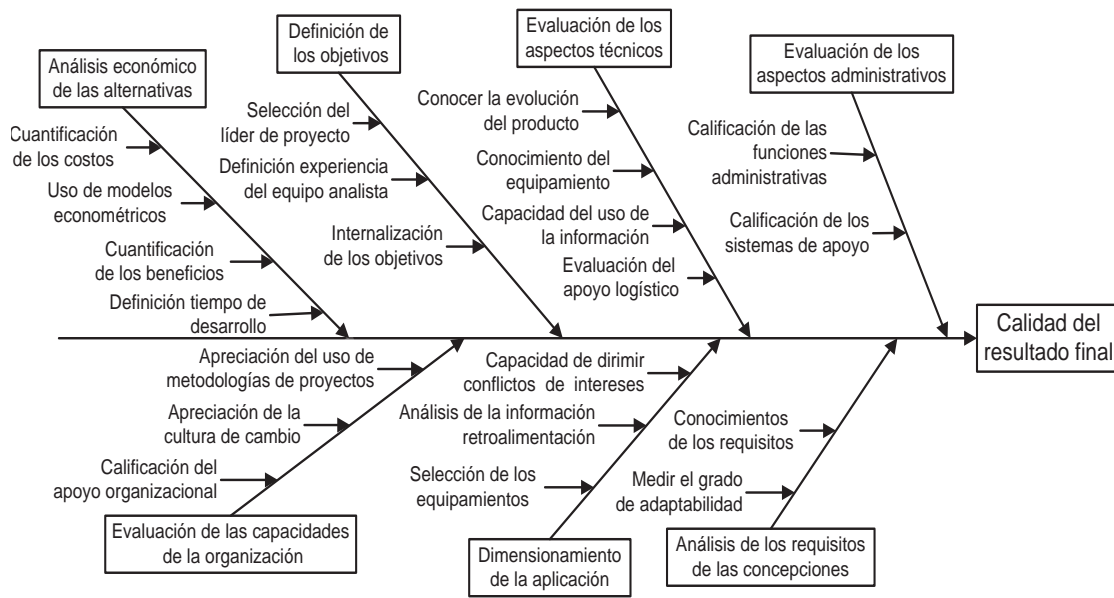 Análisis económico
de las alternativas
Cuantificación
de los costos
Uso de modelos
econométricos
Cuantificación
de los beneficios
Definición tiempo de
desarrollo
Definición de
los objetivos
Selección del
líder de proyecto
Definición experiencia
del equipo analista
Internalización
de los objetivos
Evaluación de los
aspectos técnicos
Conocer la evolución
del producto
Conocimiento del
equipamiento
Capacidad del uso de
la información
Evaluación del
apoyo logístico
Evaluación de los
aspectos administrativos
Calificación de las
funciones
administrativas
Calificación de los
sistemas de apoyo
Calidad del
resultado final
Apreciación del uso de
metodologías de proyectos
Apreciación de la
cultura de cambio
Calificación del
apoyo organizacional
Evaluación de las capacidades
de la organización
Capacidad de dirimir
conflictos de intereses
Análisis de la información
retroalimentación
Selección de los
equipamientos
Dimensionamiento
de la aplicación
Conocimientos
de los requisitos
Medir el grado
de adaptabilidad
Análisis de los requisitos
de las concepciones